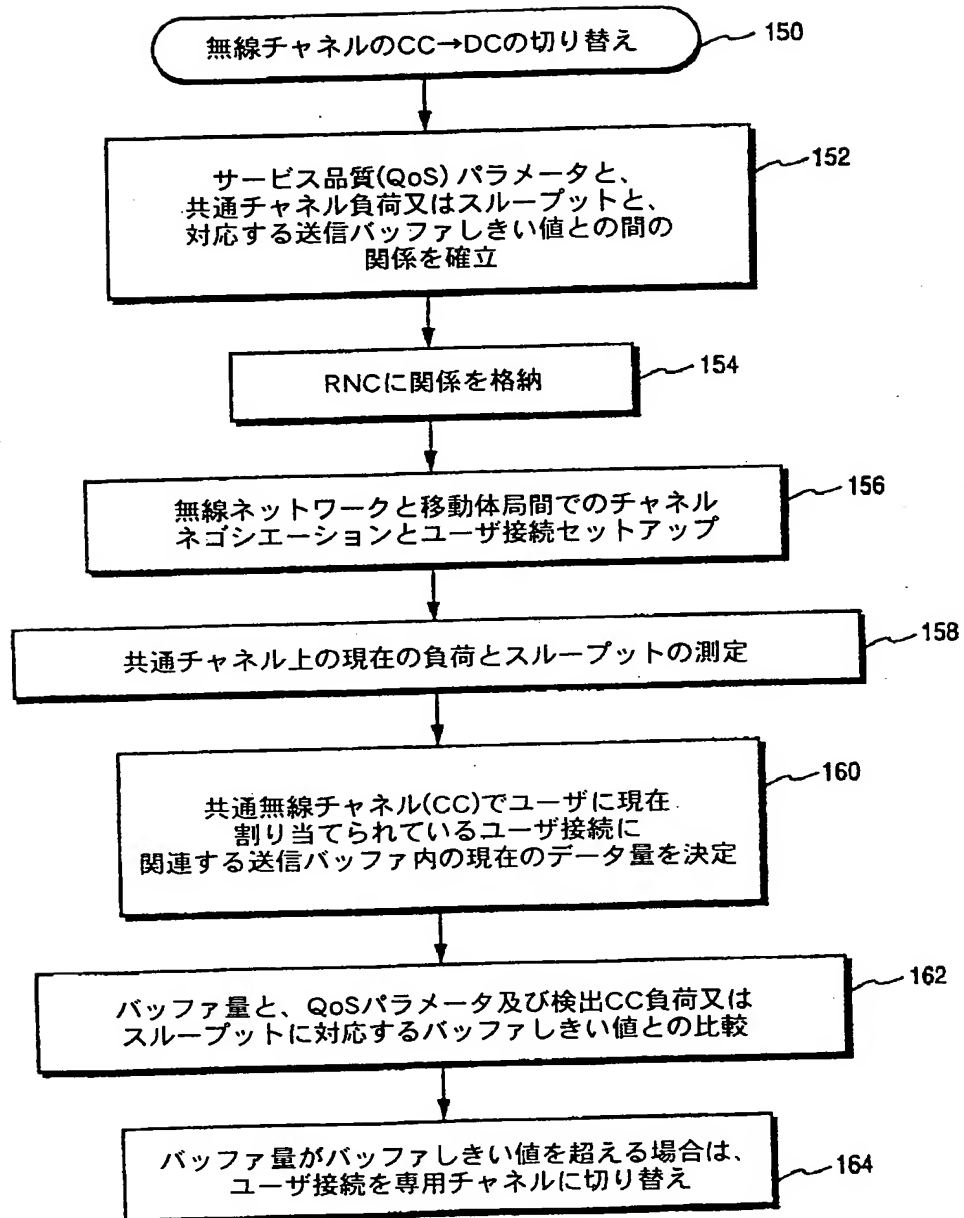 無線チャネルのCC→DCの切り替え
150
サービス品質(QoS) パラメータと、
共通チャネル負荷又はスループットと、
対応する送信バッファしきい値との間の
関係を確立
152
RNCに関係を格納
154
無線ネットワークと移動体局間でのチャネル
ネゴシエーションとユーザ接続セットアップ
156
共通チャネル上の現在の負荷とスループットの測定
158
共通無線チャネル(CC)でユーザに現在
割り当てられているユーザ接続に
関連する送信バッファ内の現在のデータ量を決定
160
バッファ量と、QoSパラメータ及び検出CC負荷又は
スループットに対応するバッファしきい値との比較
162
バッファ量がバッファしきい値を超える場合は、
ユーザ接続を専用チャネルに切り替え
164